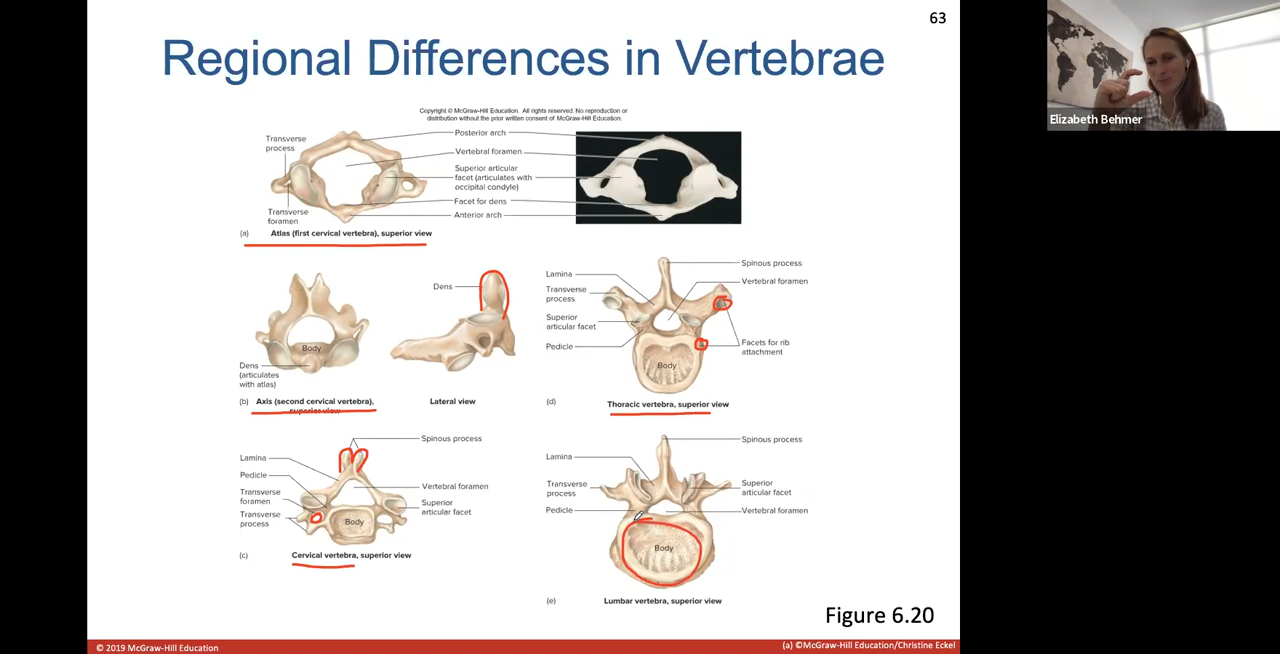 63
Regional Differences in Vertebrae
Elizabeth Behmer
Copyright © McGraw-Hill Education. All rights reserved. No reproduction or
distribution without the prior written consent of McGraw-Hill Education.
Transverse
process
Transverse
foramen
Posterior arch
Vertebral foramen
Superior articular
facet (articulates with
occipital condyle)
Facet for dens
Anterior arch
(a) Atlas (first cervical vertebra), superior view
Body
Dens
(articulates
with atlas)
Dens
(b) Axis (second cervical vertebra),
superior view
Lateral view
Lamina
Transverse
process
Superior
articular facet
Pedicle
Spinous process
Vertebral foramen
Facets for rib
attachment
Body
(d) Thoracic vertebra, superior view
Lamina
Pedicle
Transverse
foramen
Transverse
process
Spinous process
Vertebral foramen
Superior
articular facet
Body
(c) Cervical vertebra, superior view
Lamina
Transverse
process
Pedicle
Spinous process
Superior
articular facet
Vertebral foramen
Body
(e) Lumbar vertebra, superior view
Figure 6.20
© 2019 McGraw-Hill Education
(a) ©McGraw-Hill Education/Christine Eckel